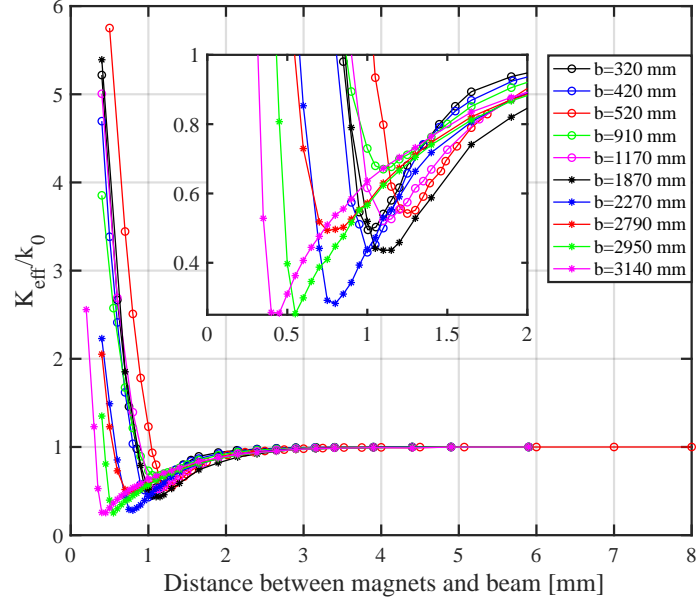 6
5
4
3
2
1
0
K_eff/k_0
0 1 2 3 4 5 6 7 8
Distance between magnets and beam [mm]
1
0.8
0.6
0.4
0 0.5 1 1.5 2
b=320 mm
b=420 mm
b=520 mm
b=910 mm
b=1170 mm
b=1870 mm
b=2270 mm
b=2790 mm
b=2950 mm
b=3140 mm